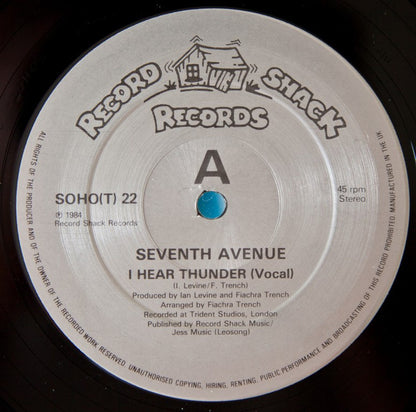 RECORD SHACK
RECORDS
A
SOHO(T) 22
℗ 1984
Record Shack Records
45 rpm
Stereo
SEVENTH AVENUE
I HEAR THUNDER (Vocal)
(I. Levine/F. Trench)
Produced by Ian Levine and Fiachra Trench
Arranged by Fiachra Trench
Recorded at Trident Studios, London
Published by Record Shack Music/
Jess Music (Leosong)
ALL RIGHTS OF THE PRODUCER AND OF THE OWNER OF THE RECORDED WORK RESERVED. UNAUTHORISED COPYING, HIRING, RENTING, PUBLIC PERFORMANCE AND BROADCASTING OF THIS RECORD PROHIBITED. MANUFACTURED IN THE U.K.